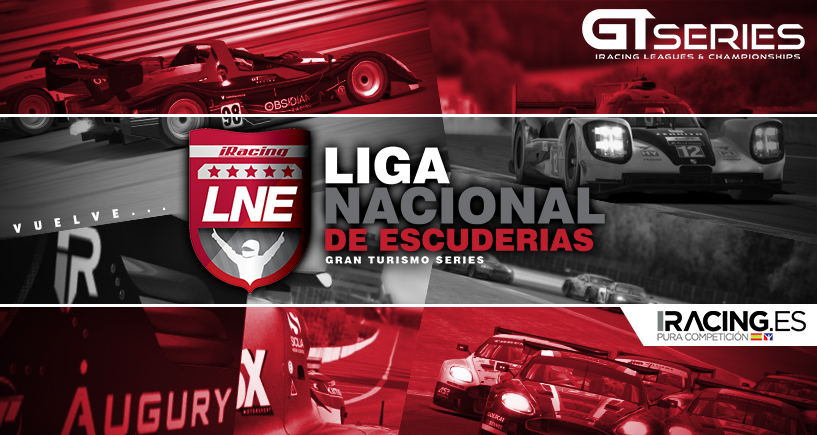 GTSERIES
IRACING LEAGUES & CHAMPIONSHIPS
98
OBSIDIAN
12
iRacing
LNE
LIGA
NACIONAL
DE ESCUDERIAS
GRAN TURISMO SERIES
VUELVE...
R
IRACING.ES
PURA COMPETICIÓN
AUGURY
SOLA